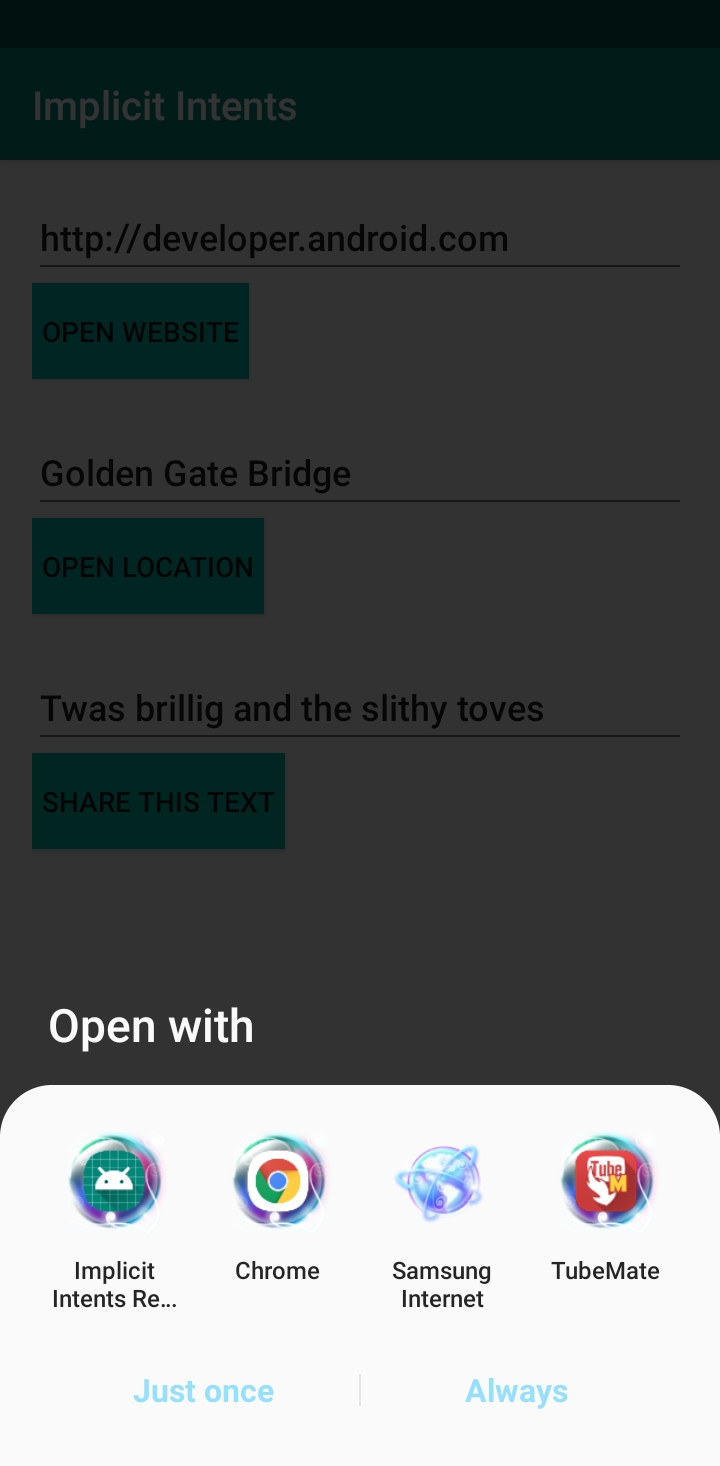 Implicit Intents
http://developer.android.com
OPEN WEBSITE
Golden Gate Bridge
OPEN LOCATION
Twas brillig and the slithy toves
SHARE THIS TEXT
Open with
Tube
M
Implicit
Intents Re...
Chrome
Samsung
Internet
TubeMate
Just once
Always